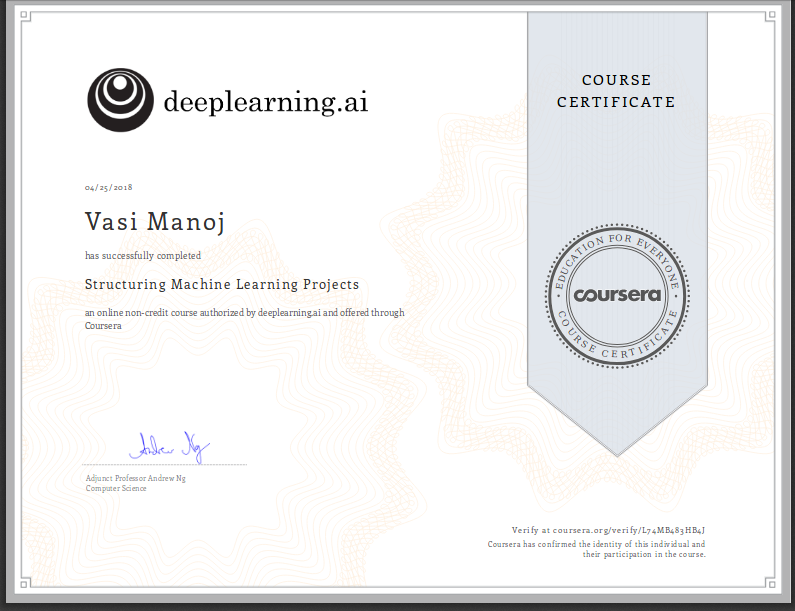 deeplearning.ai
COURSE
CERTIFICATE
04/25/2018
Vasi Manoj
has successfully completed
Structuring Machine Learning Projects
an online non-credit course authorized by deeplearning.ai and offered through
Coursera
EDUCATION FOR EVERYONE
coursera
COURSE CERTIFICATE
Andrew Ng
Adjunct Professor Andrew Ng
Computer Science
Verify at coursera.org/verify/L74MB483HB4J
Coursera has confirmed the identity of this individual and
their participation in the course.